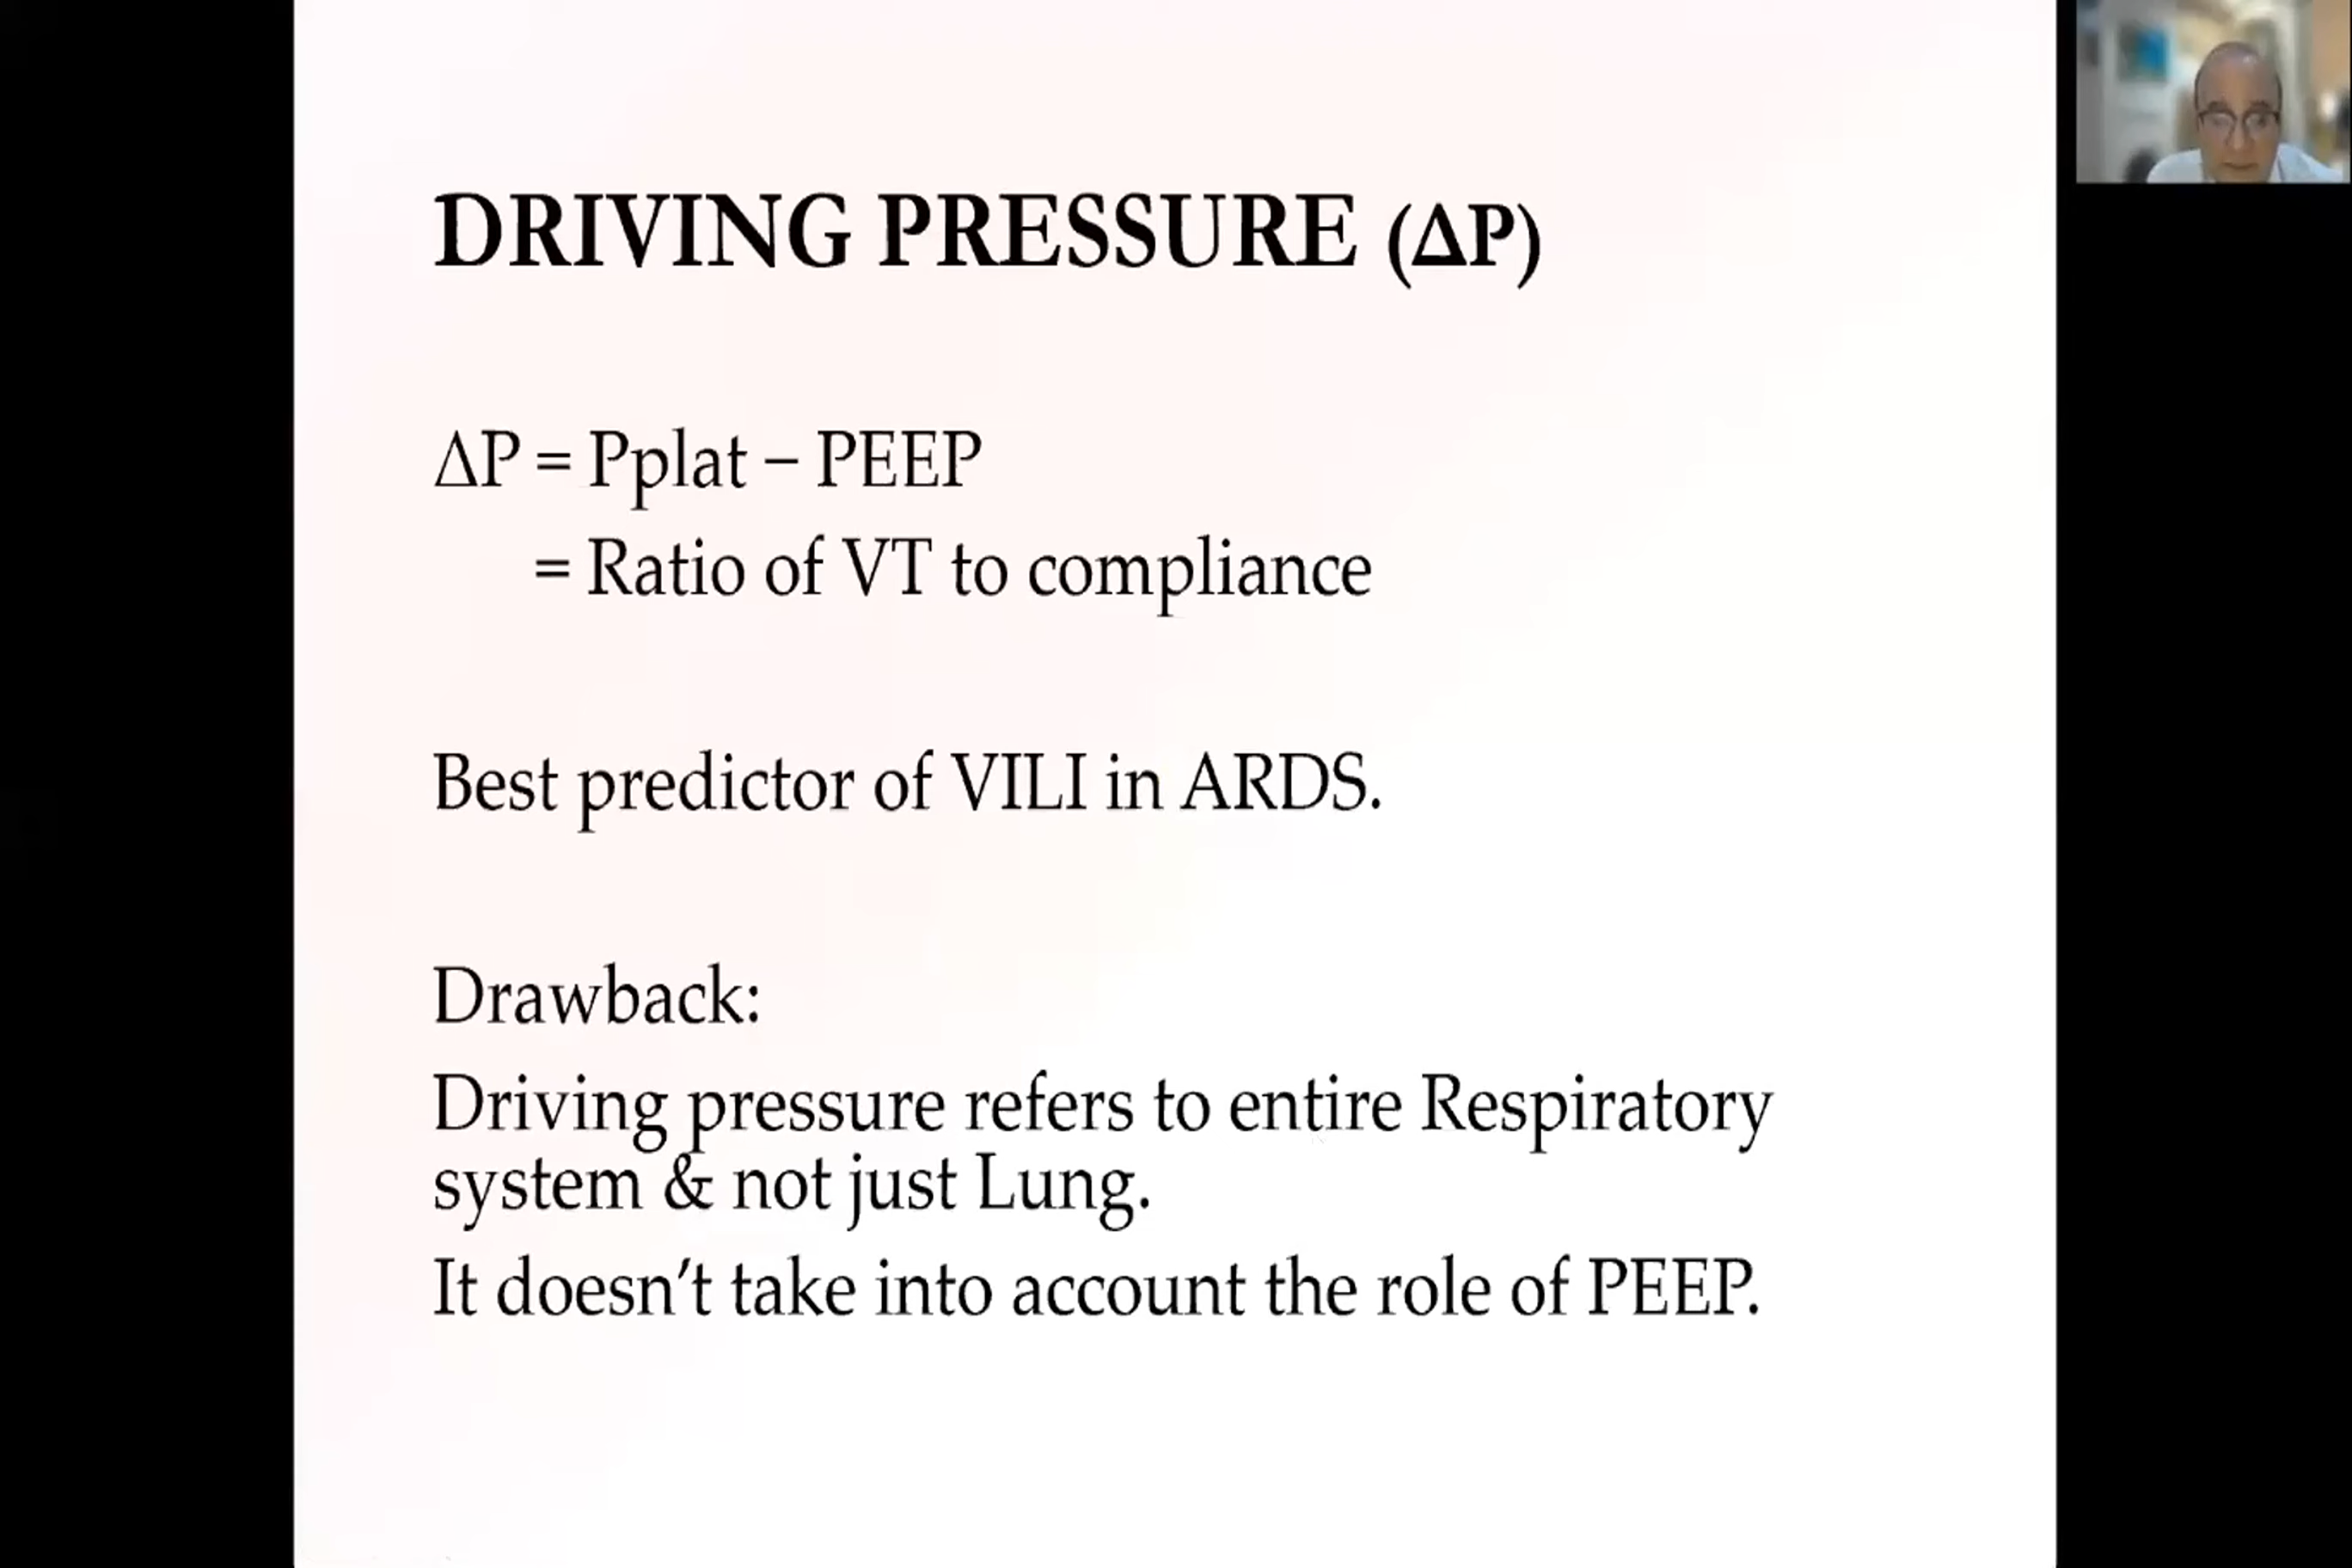 DRIVING PRESSURE (ΔP)
ΔP = Pplat – PEEP
= Ratio of VT to compliance
Best predictor of VILI in ARDS.
Drawback:
Driving pressure refers to entire Respiratory
system & not just Lung.
It doesn’t take into account the role of PEEP.